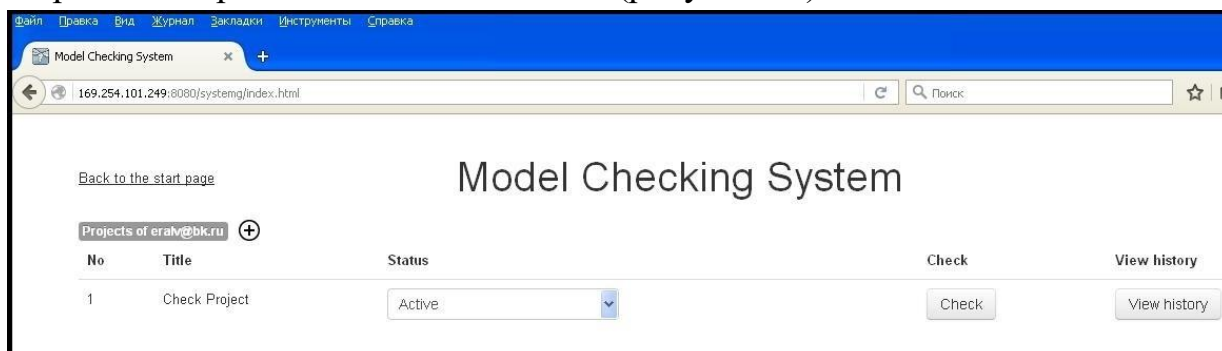 Файл Правка Вид Журнал Закладки Инструменты Справка
Model Checking System
169.254.101.249:8080/systemg/index.html Поиск
Back to the start page
Model Checking System
Projects of eralv@bk.ru
No Title Status Check View history
1 Check Project Active Check View history